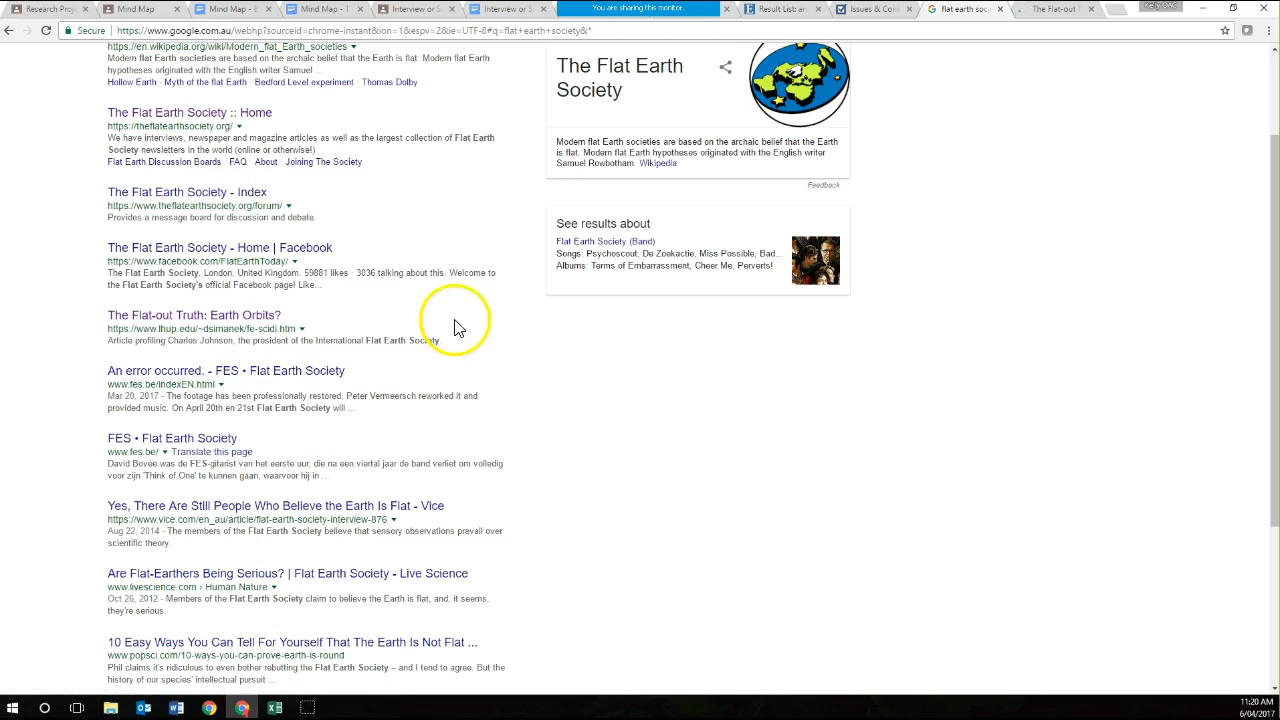 Research Proj
Mind Map
Mind Map - E
Mind Map - T
Interview or S
Interview or S
You are sharing this monitor.
Result List: ar
Issues & Cont
flat earth soc
The Flat-out T
Kelly OWC
Secure | https://www.google.com.au/webhp?sourceid=chrome-instant&ion=1&espv=2&ie=UTF-8#q=flat+earth+society&*
https://en.wikipedia.org/wiki/Modern_flat_Earth_societies
Modern flat Earth societies are based on the archaic belief that the Earth is flat. Modern flat Earth
hypotheses originated with the English writer Samuel ...
Hollow Earth · Myth of the flat Earth · Bedford Level experiment · Thomas Dolby
The Flat Earth Society :: Home
https://theflatearthsociety.org/
We have interviews, newspaper and magazine articles as well as the largest collection of Flat Earth
Society newsletters in the world (online or otherwise!)
Flat Earth Discussion Boards · FAQ · About · Joining The Society
The Flat Earth Society - Index
https://www.theflatearthsociety.org/forum/
Provides a message board for discussion and debate.
The Flat Earth Society - Home | Facebook
https://www.facebook.com/FlatEarthToday/
The Flat Earth Society, London, United Kingdom. 59881 likes · 3036 talking about this. Welcome to
the Flat Earth Society's official Facebook page! Like...
The Flat-out Truth: Earth Orbits?
https://www.lhup.edu/~dsimanek/fe-scidi.htm
Article profiling Charles Johnson, the president of the International Flat Earth Society.
An error occurred. - FES • Flat Earth Society
www.fes.be/indexEN.html
Mar 20, 2017 - The footage has been professionally restored, Peter Vermeersch reworked it and
provided music. On April 20th en 21st Flat Earth Society will ...
FES • Flat Earth Society
www.fes.be/ Translate this page
David Bovée was de FES-gitarist van het eerste uur, die na een viertal jaar de band verliet om volledig
voor zijn 'Think of One' te kunnen gaan, waarvoor hij in ...
Yes, There Are Still People Who Believe the Earth Is Flat - Vice
https://www.vice.com/en_au/article/flat-earth-society-interview-876
Aug 22, 2014 - The members of the Flat Earth Society believe that sensory observations prevail over
scientific theory.
Are Flat-Earthers Being Serious? | Flat Earth Society - Live Science
www.livescience.com › Human Nature
Oct 26, 2012 - Members of the Flat Earth Society claim to believe the Earth is flat, and, it seems,
they're serious.
10 Easy Ways You Can Tell For Yourself That The Earth Is Not Flat ...
www.popsci.com/10-ways-you-can-prove-earth-is-round
Phil claims it's ridiculous to even bother rebutting the Flat Earth Society – and I tend to agree. But the
history of our species' intellectual pursuit ...
The Flat Earth
Society
Modern flat Earth societies are based on the archaic belief that the Earth
is flat. Modern flat Earth hypotheses originated with the English writer
Samuel Rowbotham. Wikipedia
Feedback
See results about
Flat Earth Society (Band)
Songs: Psychoscout, De Zoekactie, Miss Possible, Bad...
Albums: Terms of Embarrassment, Cheer Me, Perverts!
11:20 AM
6/04/2017